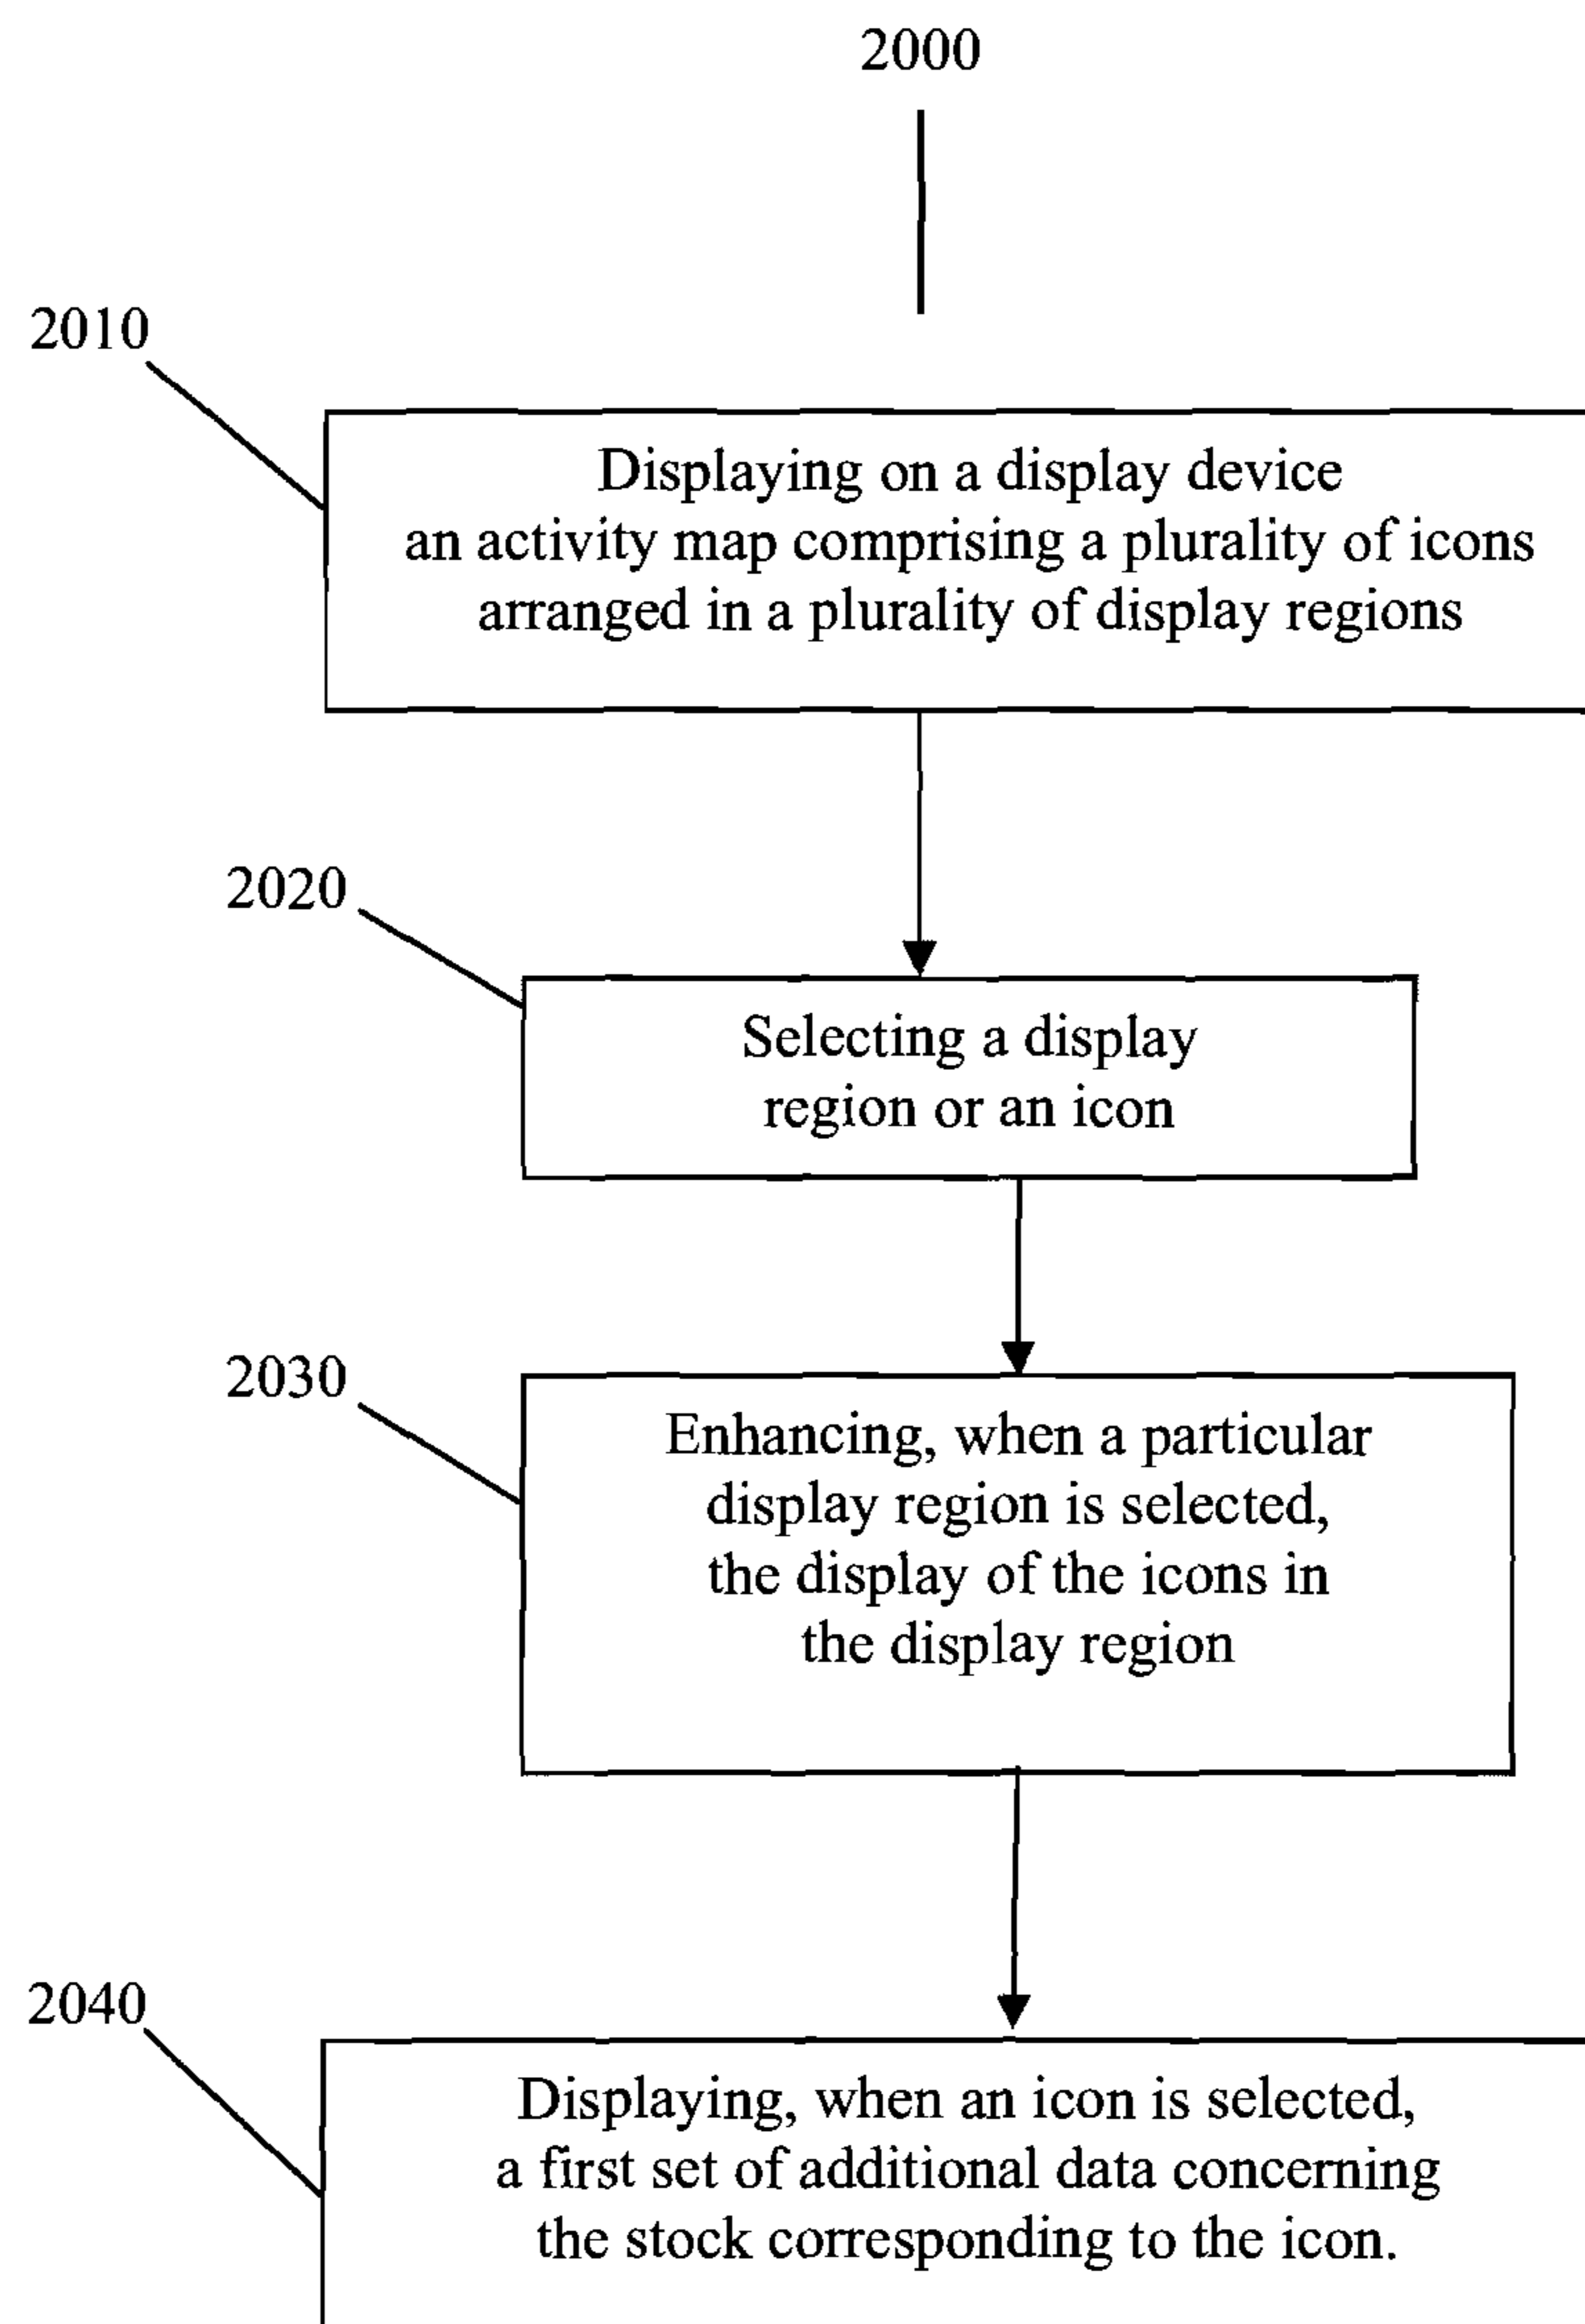 2000
2010
Displaying on a display device
an activity map comprising a plurality of icons
arranged in a plurality of display regions
2020
Selecting a display
region or an icon
2030
Enhancing, when a particular
display region is selected,
the display of the icons in
the display region
2040
Displaying, when an icon is selected,
a first set of additional data concerning
the stock corresponding to the icon.